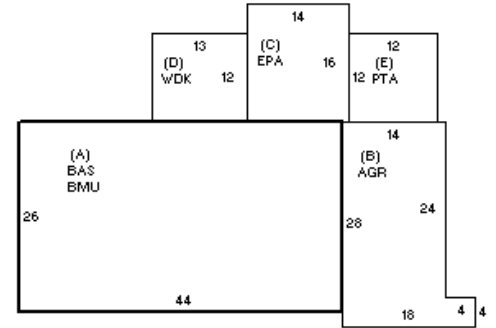 14
13
(D)
WDK
12
(C)
EPA
16
12
(E)
12 PTA
(A)
BAS
BMU
26
44
14
(B)
AGR
28
24
18
4
4